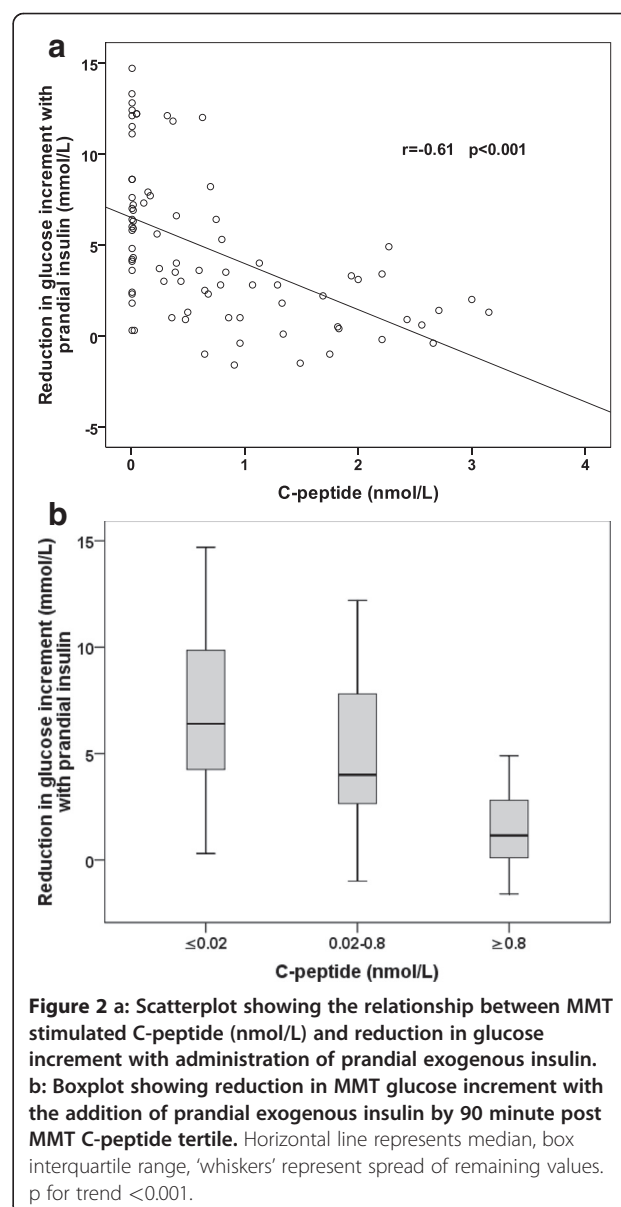 a
Reduction in glucose increment with
prandial insulin (mmol/L)
15
10
5
0
-5
r=-0.61 p<0.001
0 1 2 3 4
C-peptide (nmol/L)
b
Reduction in glucose increment (mmol/L)
with prandial insulin
15
10
5
0
≤0.02 0.02-0.8 ≥0.8
C-peptide (nmol/L)
Figure 2 a: Scatterplot showing the relationship between MMT
stimulated C-peptide (nmol/L) and reduction in glucose
increment with administration of prandial exogenous insulin.
b: Boxplot showing reduction in MMT glucose increment with
the addition of prandial exogenous insulin by 90 minute post
MMT C-peptide tertile. Horizontal line represents median, box
interquartile range, 'whiskers' represent spread of remaining values.
p for trend <0.001.